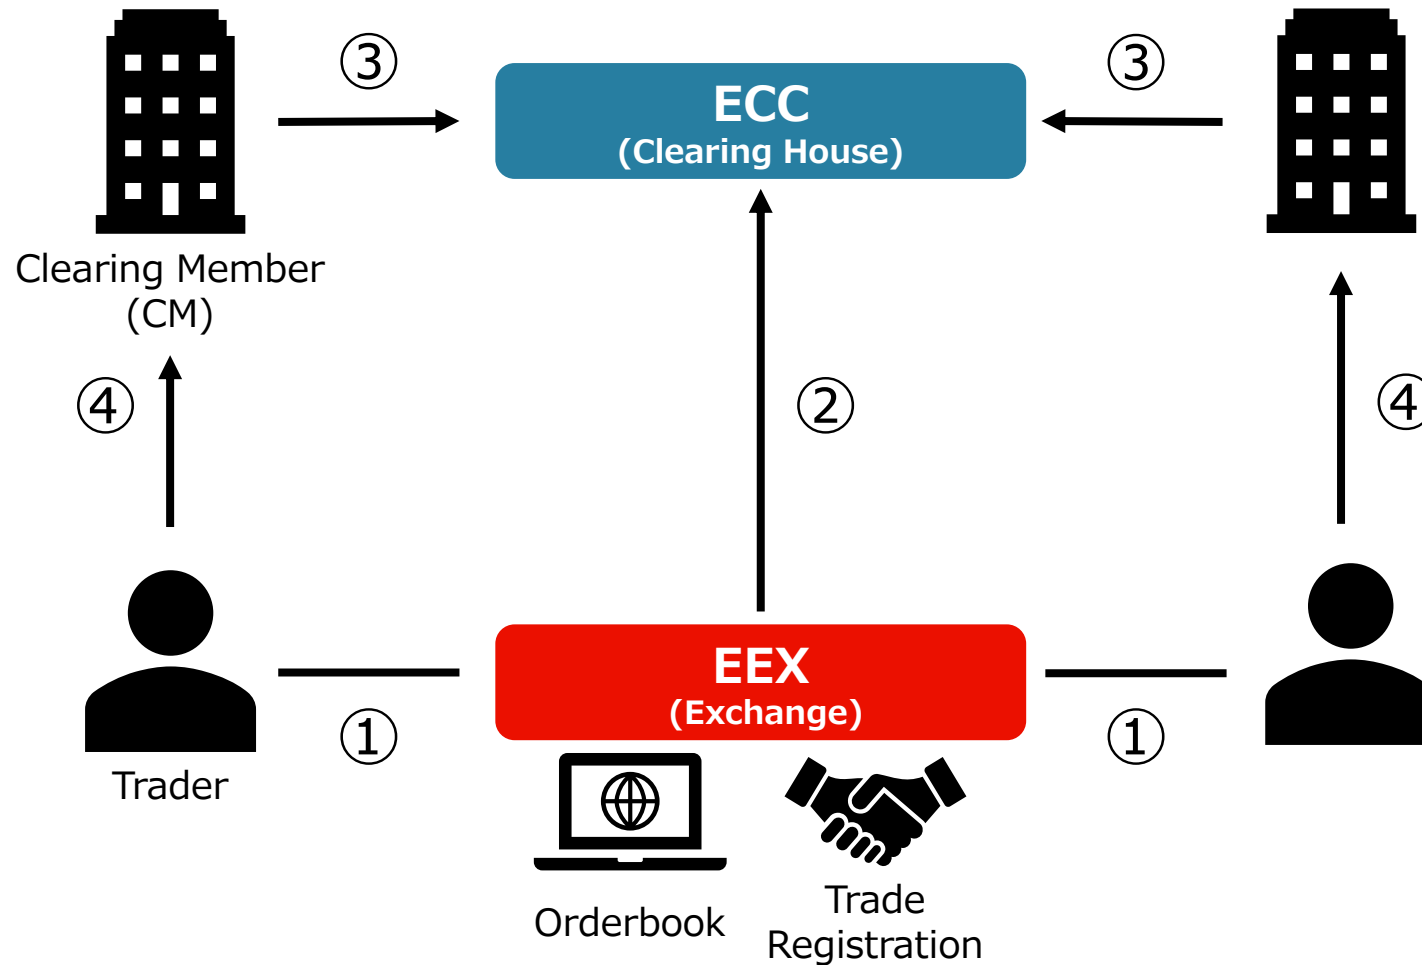 ③
ECC
(Clearing House)
③
Clearing Member
(CM)
④
②
④
EEX
(Exchange)
①
①
Trader
Orderbook
Trade
Registration